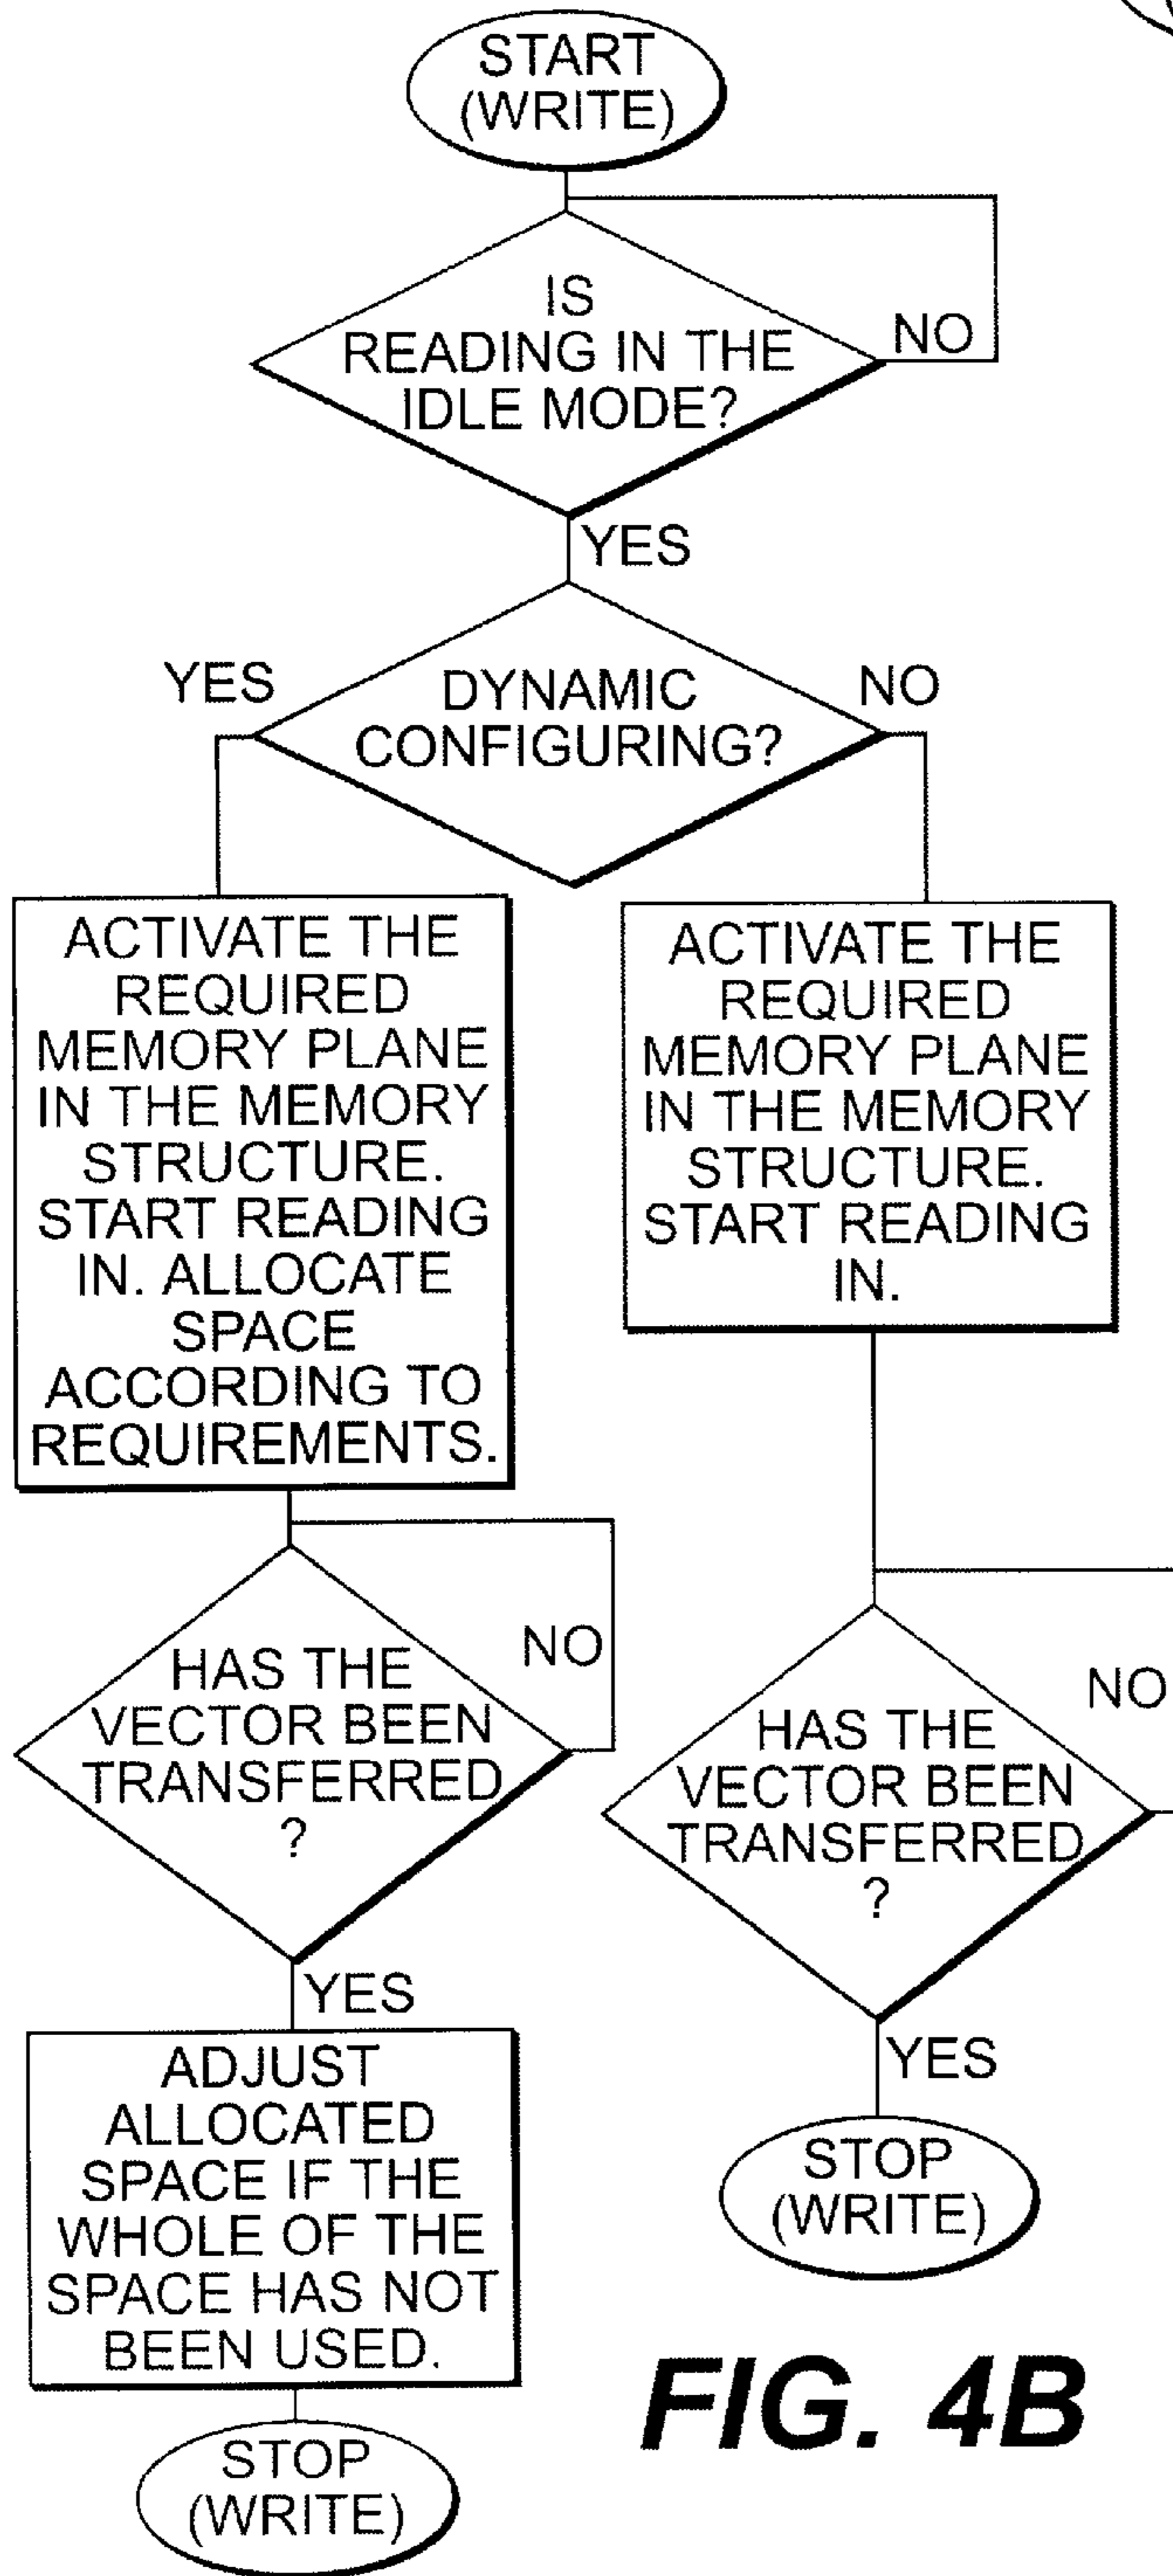 START
(WRITE)
IS
READING IN THE
IDLE MODE?
NO
YES
YES
DYNAMIC
CONFIGURING?
NO
ACTIVATE THE
REQUIRED
MEMORY PLANE
IN THE MEMORY
STRUCTURE.
START READING
IN. ALLOCATE
SPACE
ACCORDING TO
REQUIREMENTS.
ACTIVATE THE
REQUIRED
MEMORY PLANE
IN THE MEMORY
STRUCTURE.
START READING
IN.
HAS THE
VECTOR BEEN
TRANSFERRED
?
NO
YES
HAS THE
VECTOR BEEN
TRANSFERRED
?
NO
YES
ADJUST
ALLOCATED
SPACE IF THE
WHOLE OF THE
SPACE HAS NOT
BEEN USED.
STOP
(WRITE)
STOP
(WRITE)
FIG. 4B